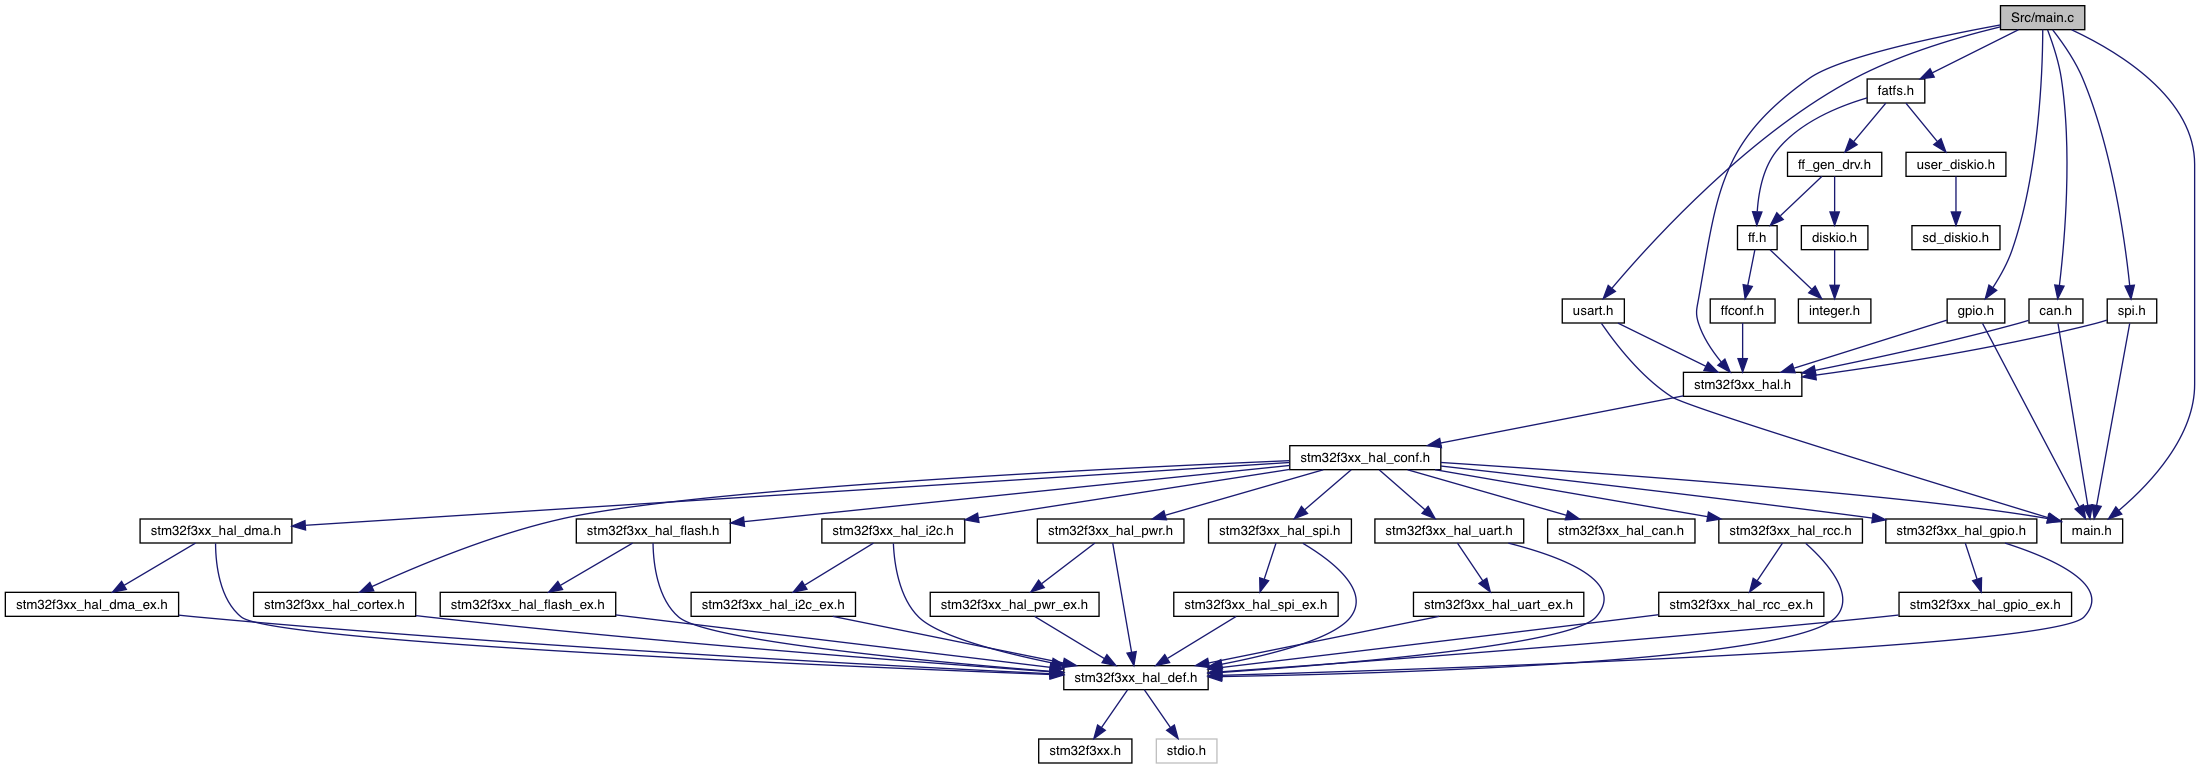 Src/main.c
fatfs.h
ff_gen_drv.h
user_diskio.h
ff.h
diskio.h
sd_diskio.h
usart.h
ffconf.h
integer.h
gpio.h
can.h
spi.h
stm32f3xx_hal.h
stm32f3xx_hal_conf.h
stm32f3xx_hal_dma.h
stm32f3xx_hal_flash.h
stm32f3xx_hal_i2c.h
stm32f3xx_hal_pwr.h
stm32f3xx_hal_spi.h
stm32f3xx_hal_uart.h
stm32f3xx_hal_can.h
stm32f3xx_hal_rcc.h
stm32f3xx_hal_gpio.h
main.h
stm32f3xx_hal_dma_ex.h
stm32f3xx_hal_cortex.h
stm32f3xx_hal_flash_ex.h
stm32f3xx_hal_i2c_ex.h
stm32f3xx_hal_pwr_ex.h
stm32f3xx_hal_spi_ex.h
stm32f3xx_hal_uart_ex.h
stm32f3xx_hal_rcc_ex.h
stm32f3xx_hal_gpio_ex.h
stm32f3xx_hal_def.h
stm32f3xx.h
stdio.h